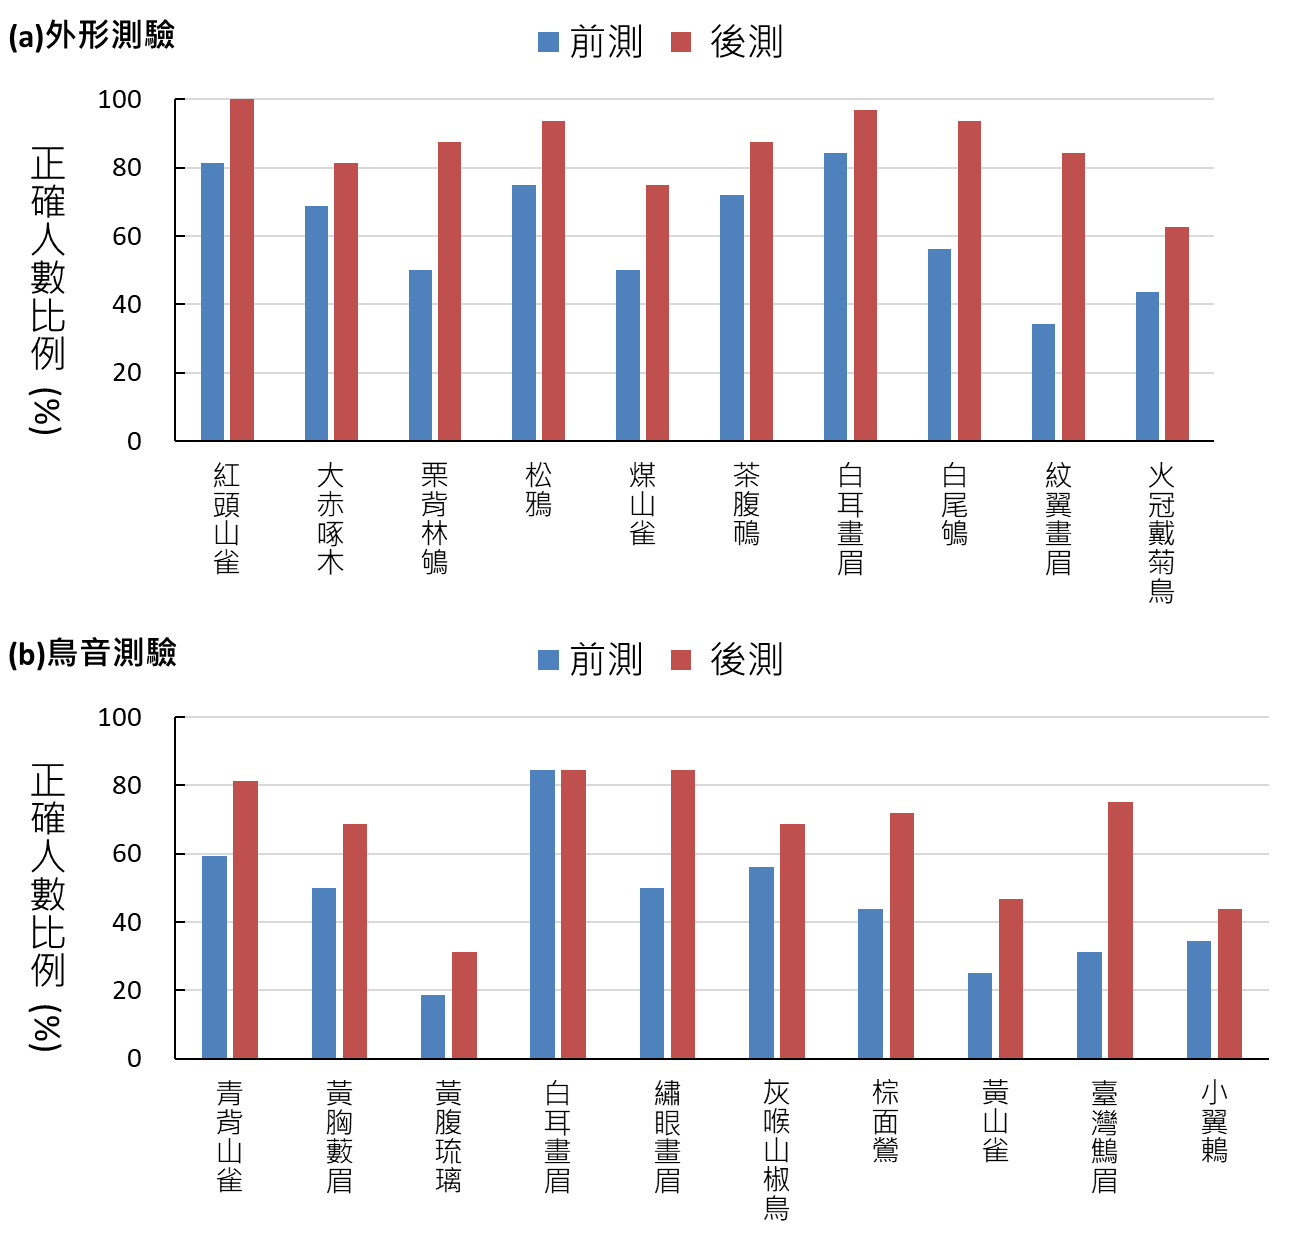 (a)外形測驗
前測 後測
正確人數比例 (%)
100
80
60
40
20
0
紅頭山雀
大赤啄木
栗背林鴝
松鴉
煤山雀
茶腹鳾
白耳畫眉
白尾鴝
紋翼畫眉
火冠戴菊鳥
(b)鳥音測驗
前測 後測
正確人數比例 (%)
100
80
60
40
20
0
青背山雀
黃胸藪眉
黃腹琉璃
白耳畫眉
繡眼畫眉
灰喉山椒鳥
棕面鶯
黃山雀
臺灣鷦眉
小翼鶇